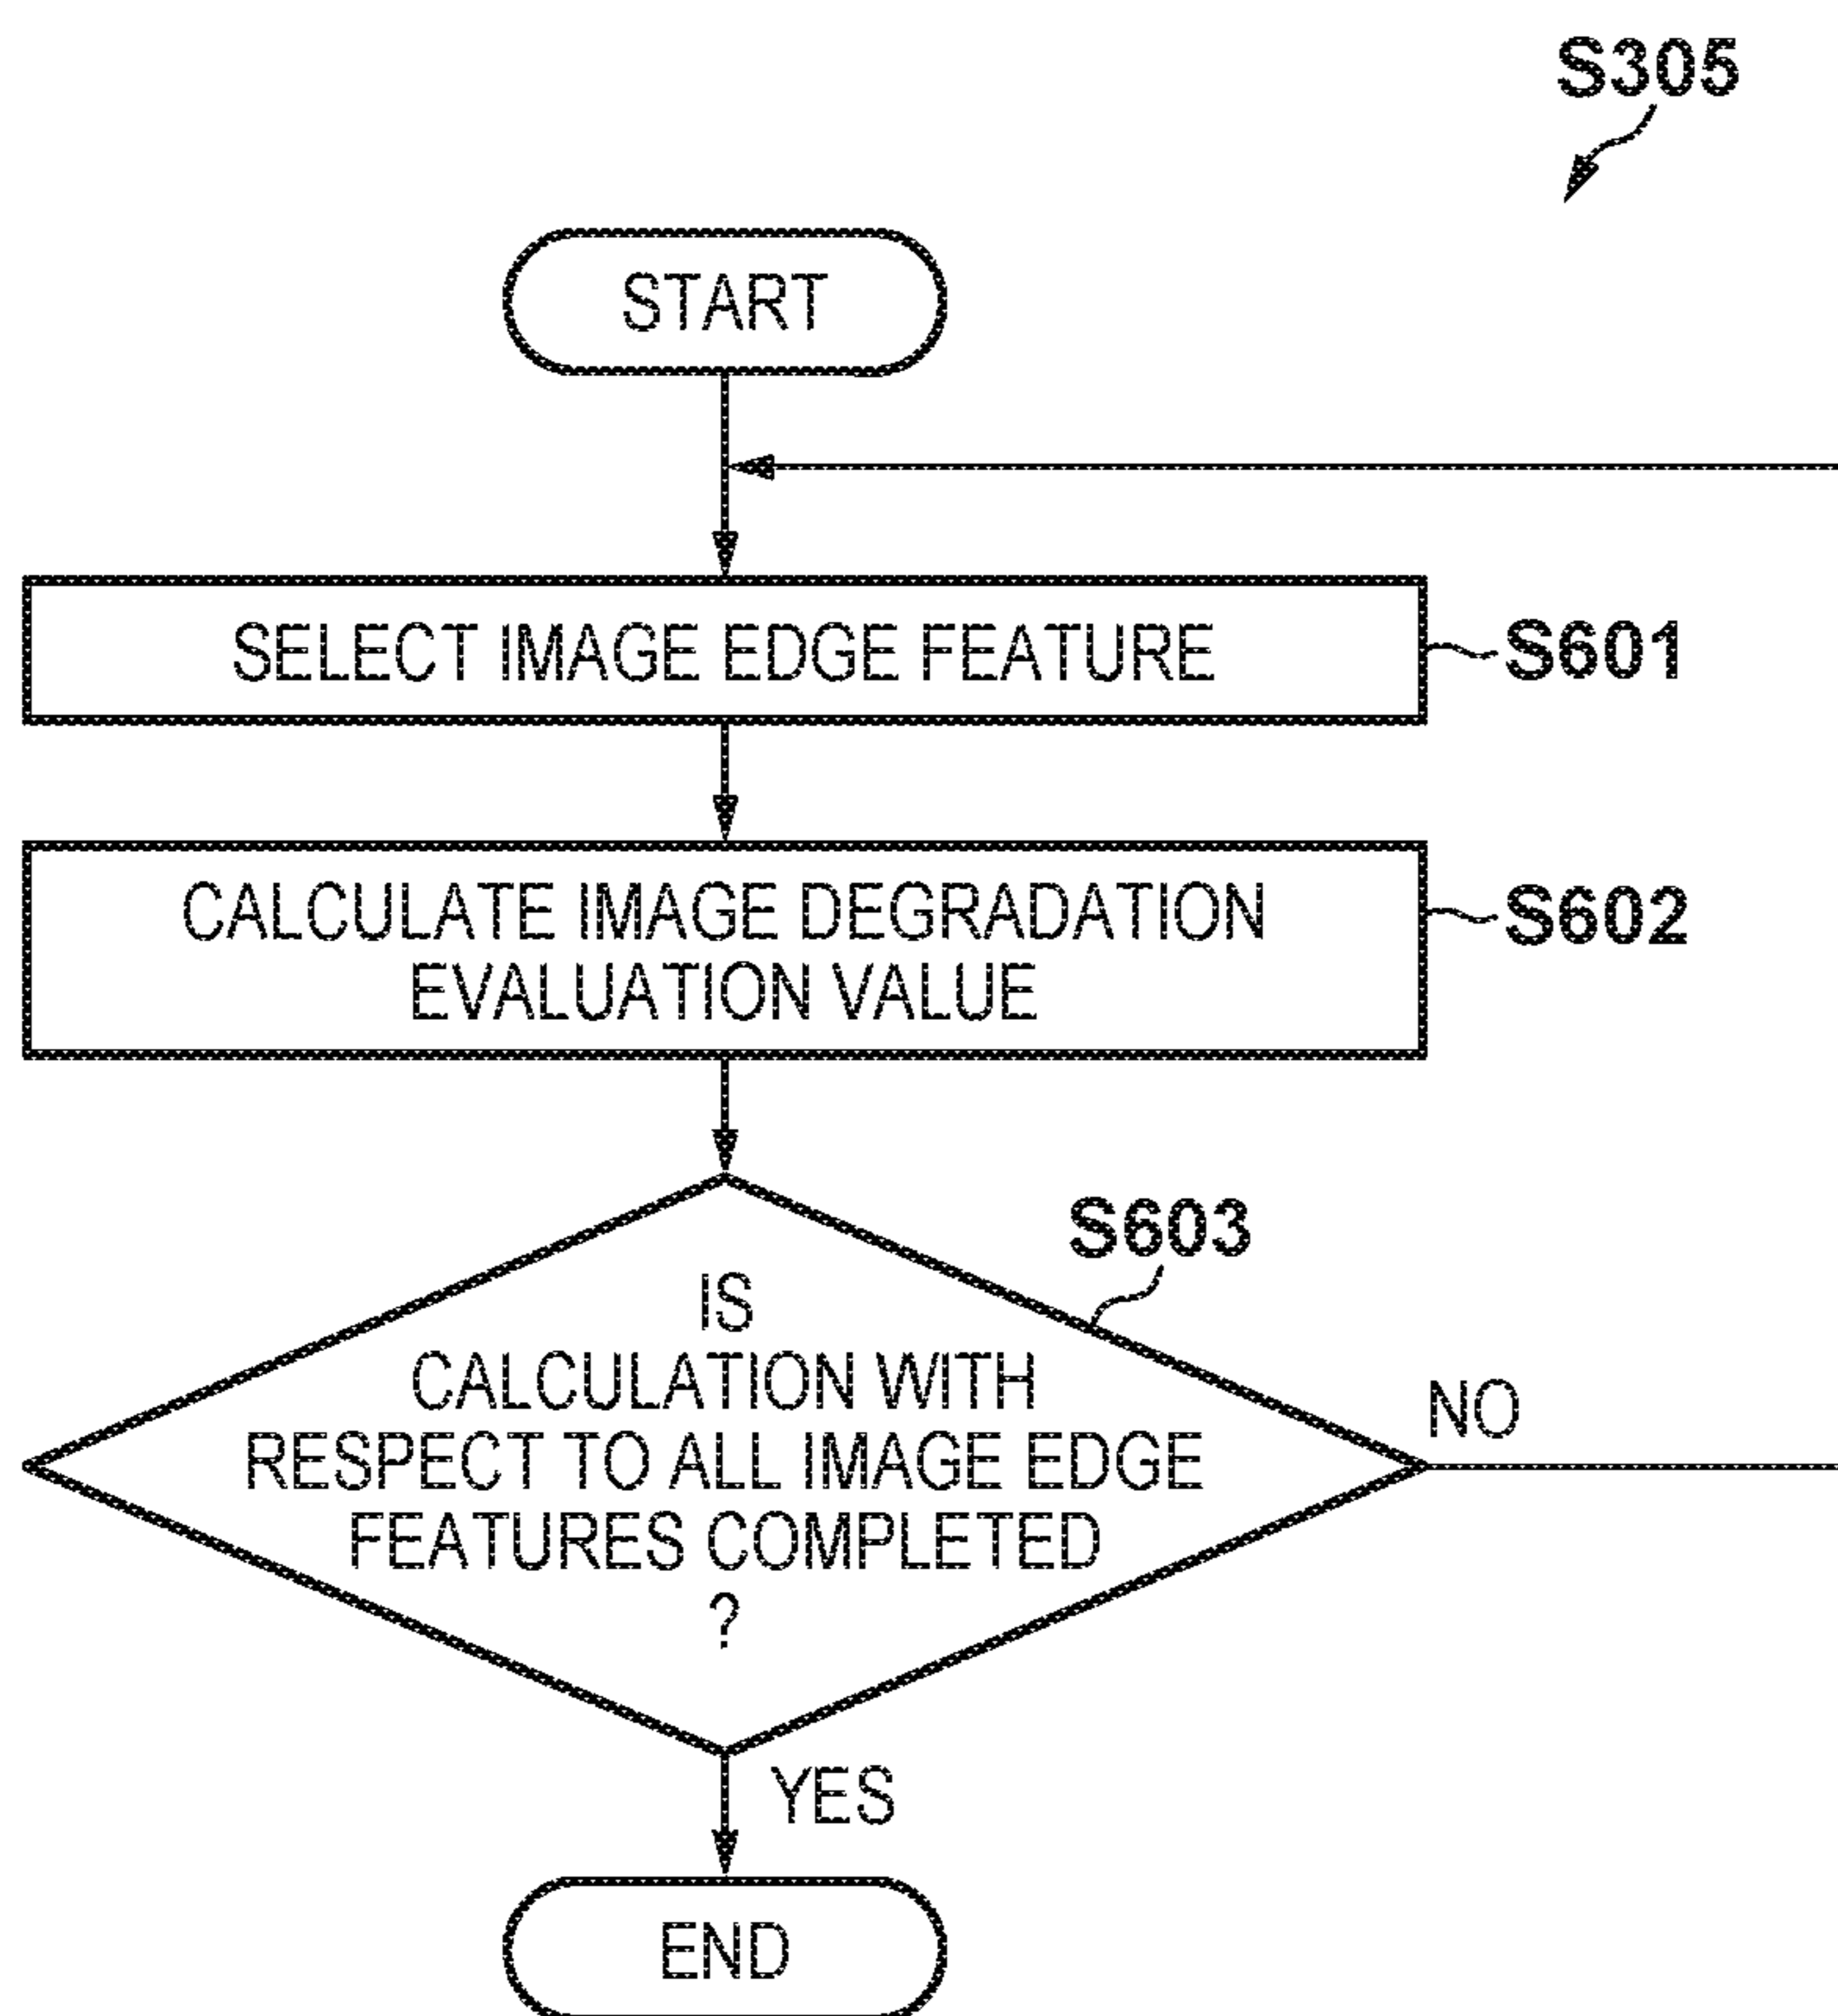 S305
START
SELECT IMAGE EDGE FEATURE
S601
CALCULATE IMAGE DEGRADATION
EVALUATION VALUE
S602
S603
IS
CALCULATION WITH
RESPECT TO ALL IMAGE EDGE
FEATURES COMPLETED
?
NO
YES
END